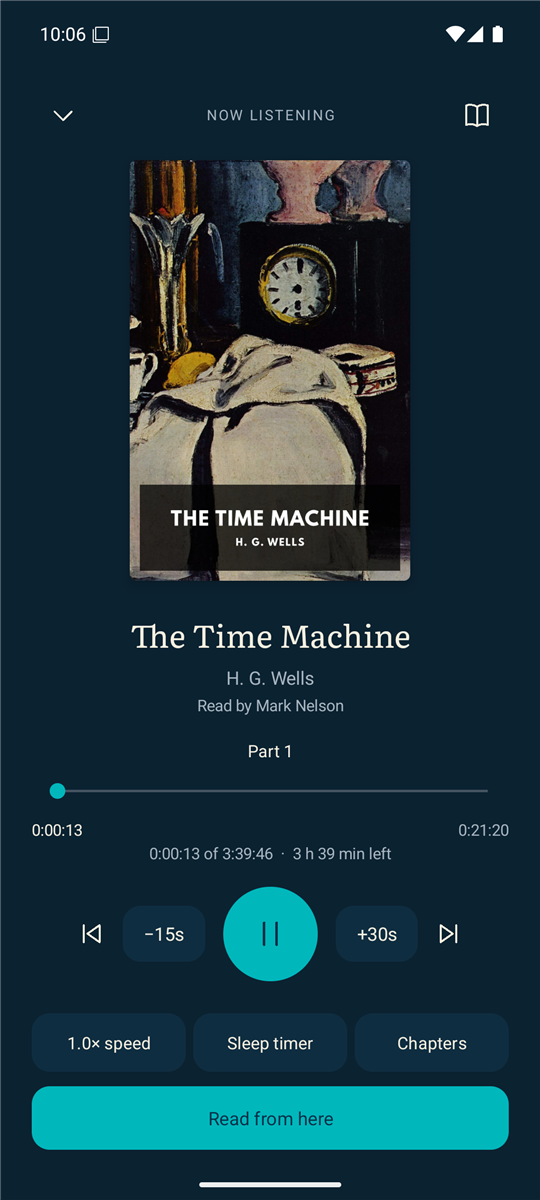 10:06
NOW LISTENING
THE TIME MACHINE
H. G. WELLS
The Time Machine
H. G. Wells
Read by Mark Nelson
Part 1
0:00:13 0:21:20
0:00:13 of 3:39:46 · 3 h 39 min left
−15s +30s
1.0× speed Sleep timer Chapters
Read from here